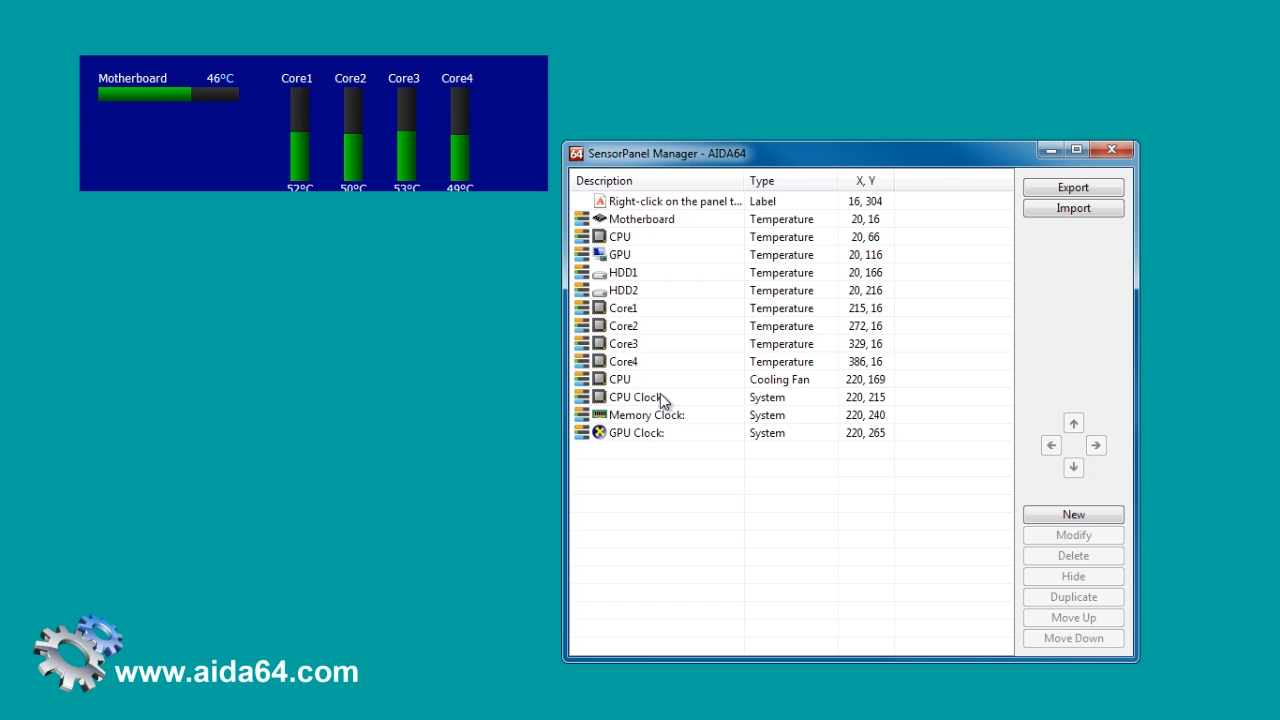 Motherboard 46°C Core1 Core2 Core3 Core4
52°C 50°C 53°C 49°C
SensorPanel Manager - AIDA64
Description Type X, Y
Right-click on the panel t... Label 16, 304
Motherboard Temperature 20, 16
CPU Temperature 20, 66
GPU Temperature 20, 116
HDD1 Temperature 20, 166
HDD2 Temperature 20, 216
Core1 Temperature 215, 16
Core2 Temperature 272, 16
Core3 Temperature 329, 16
Core4 Temperature 386, 16
CPU Cooling Fan 220, 169
CPU Clock System 220, 215
Memory Clock: System 220, 240
GPU Clock: System 220, 265
Export
Import
New
Modify
Delete
Hide
Duplicate
Move Up
Move Down
64
www.aida64.com